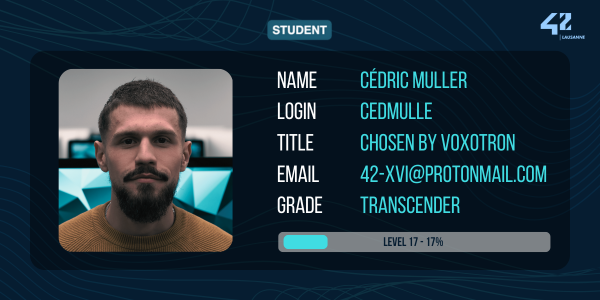 STUDENT
42
LAUSANNE
NAME CÉDRIC MULLER
LOGIN CEDMULLE
TITLE CHOSEN BY VOXOTRON
EMAIL 42-XVI@PROTONMAIL.COM
GRADE TRANSCENDER
LEVEL 17 - 17%